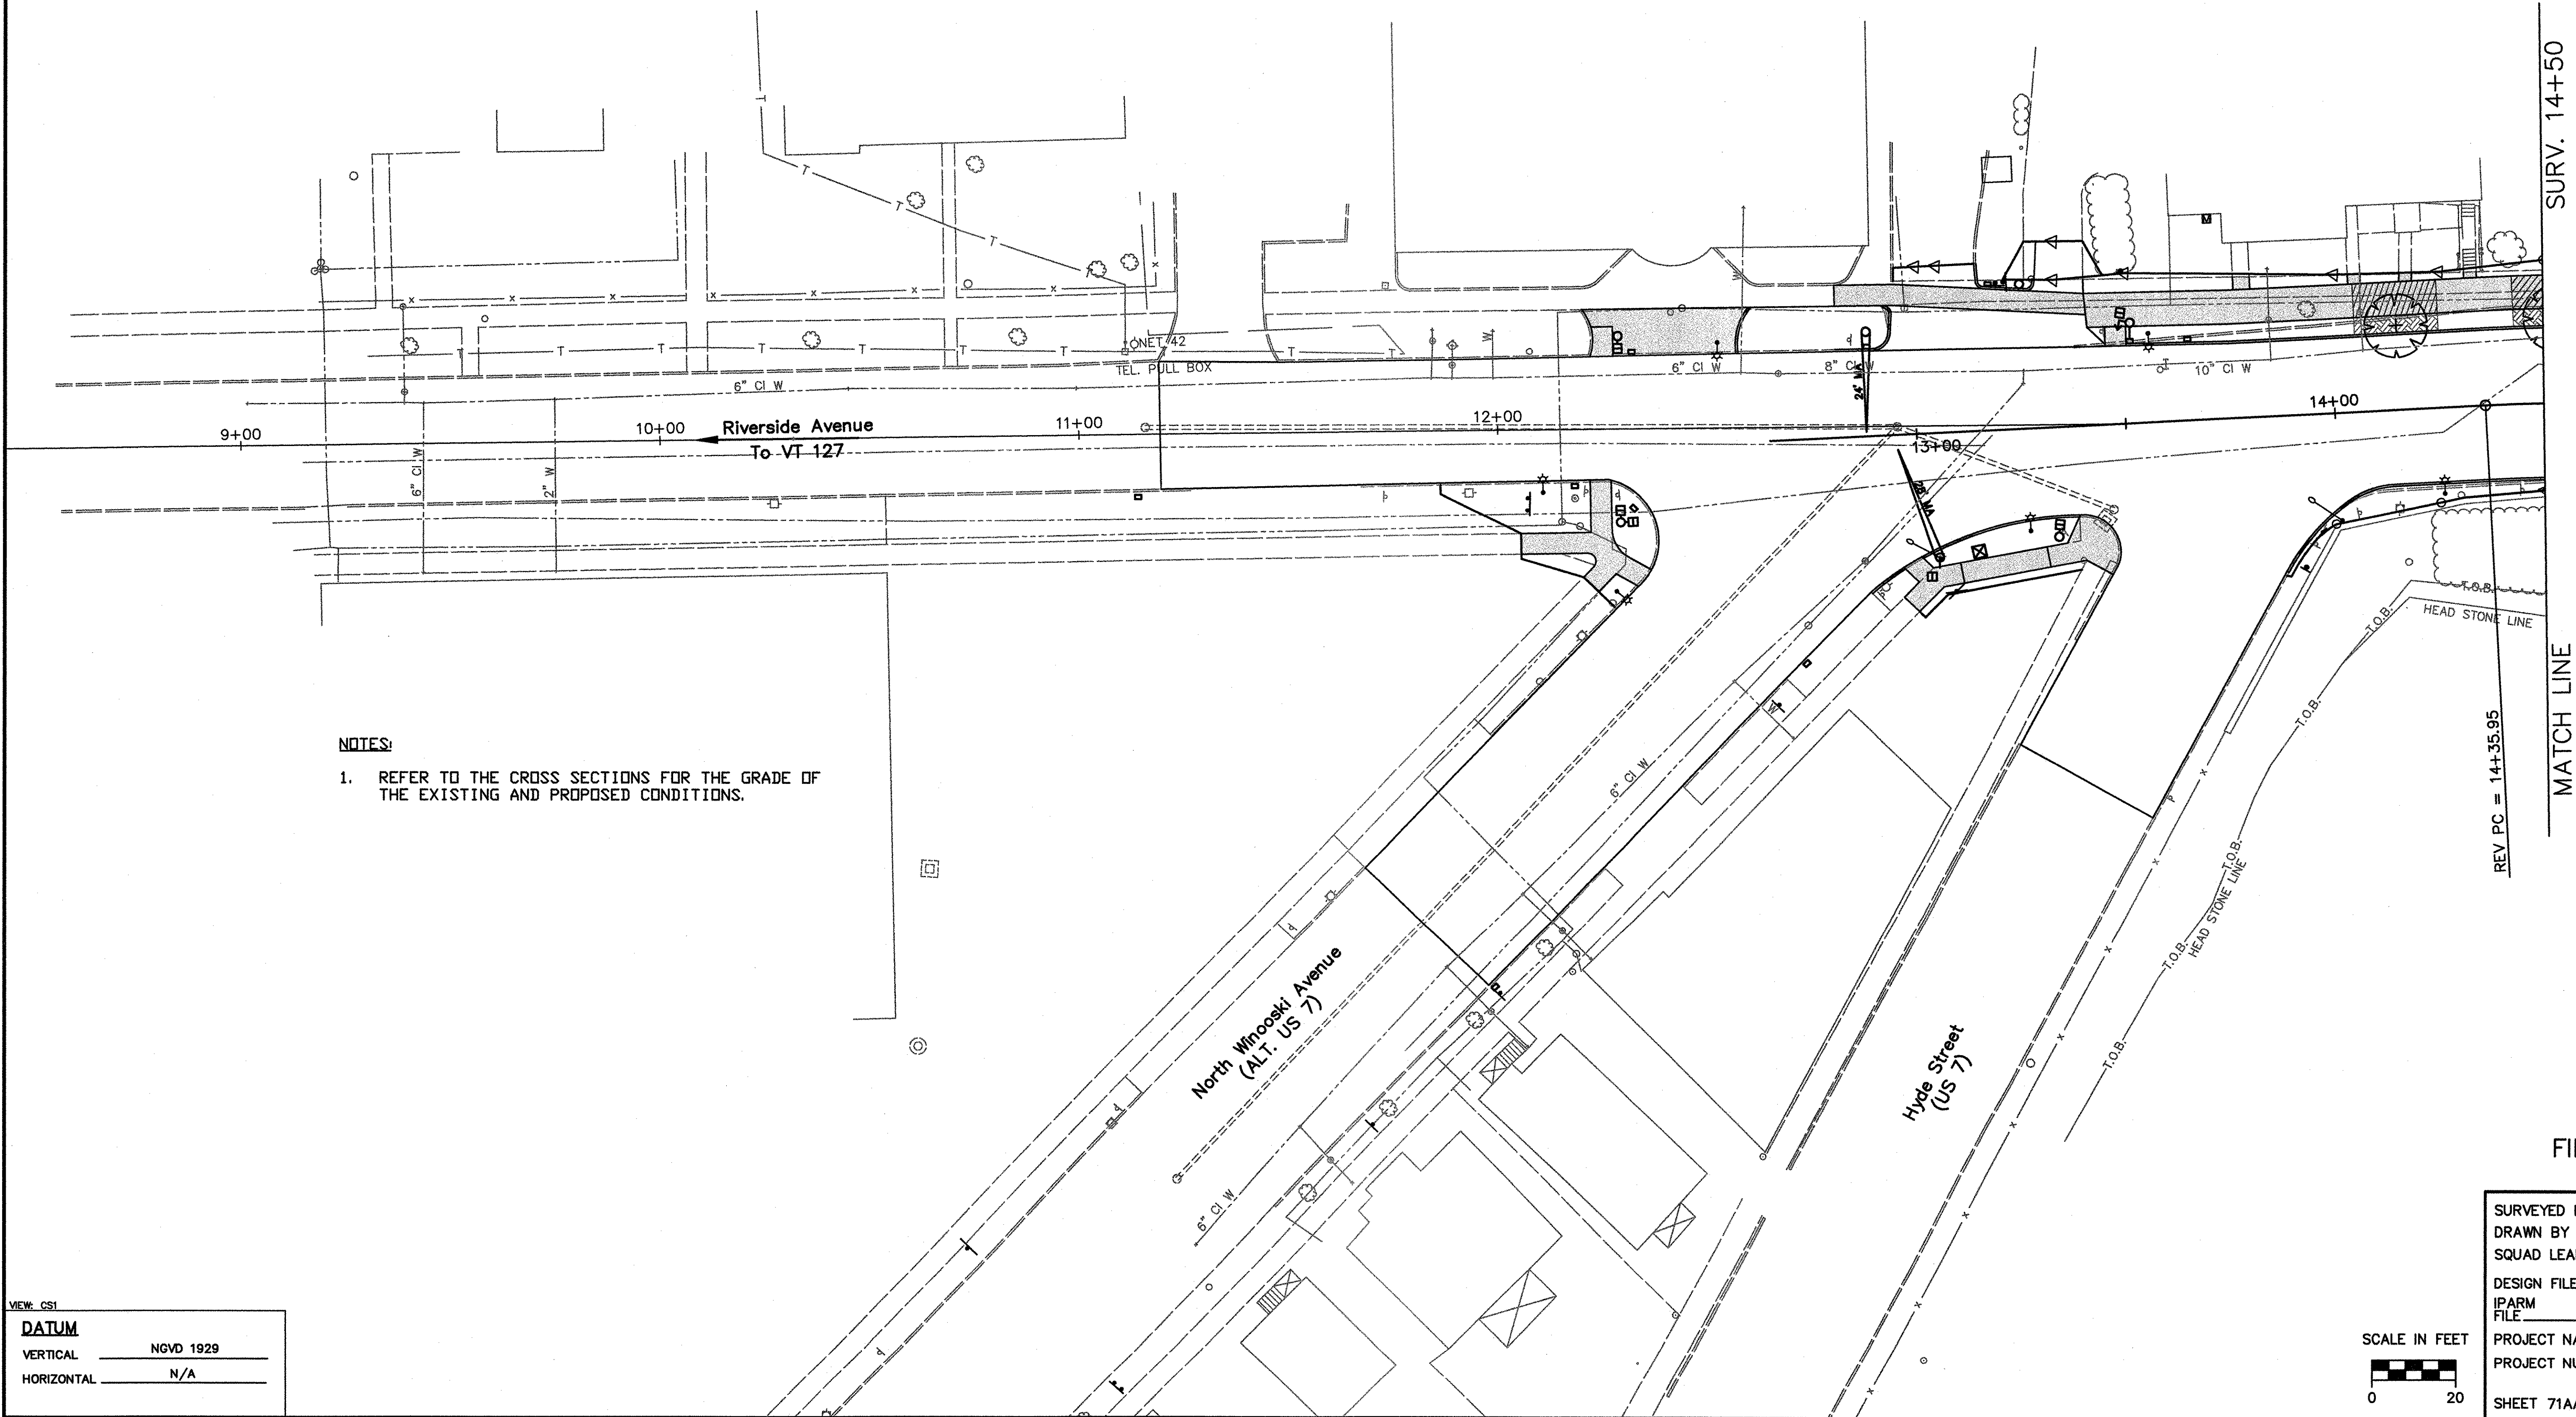 SURV. 14+50
MATCH LINE
NET 42
TEL. PULL BOX
6" CI W
6" CI W
8" CI W
10" CI W
W
W
24' MA
9+00
10+00
Riverside Avenue
To VT 127
11+00
12+00
13+00
14+00
6" CI W
2" W
28' MA
T.O.B.
HEAD STONE LINE
T.O.B.
T.O.B.
T.O.B.
HEAD STONE LINE
T.O.B.
T.O.B.
REV PC = 14+35.95
NOTES:
1. REFER TO THE CROSS SECTIONS FOR THE GRADE OF
THE EXISTING AND PROPOSED CONDITIONS.
W
6" CI W
North Winooski Avenue
(ALT. US 7)
6" CI W
Hyde Street
(US 7)
VIEW: CS1
DATUM
VERTICAL NGVD 1929
HORIZONTAL N/A
SCALE IN FEET
0 20
SURVEYED
DRAWN BY
DESIGN FILE
IPARM
FILE
PROJECT
PROJECT
SHEET 71A